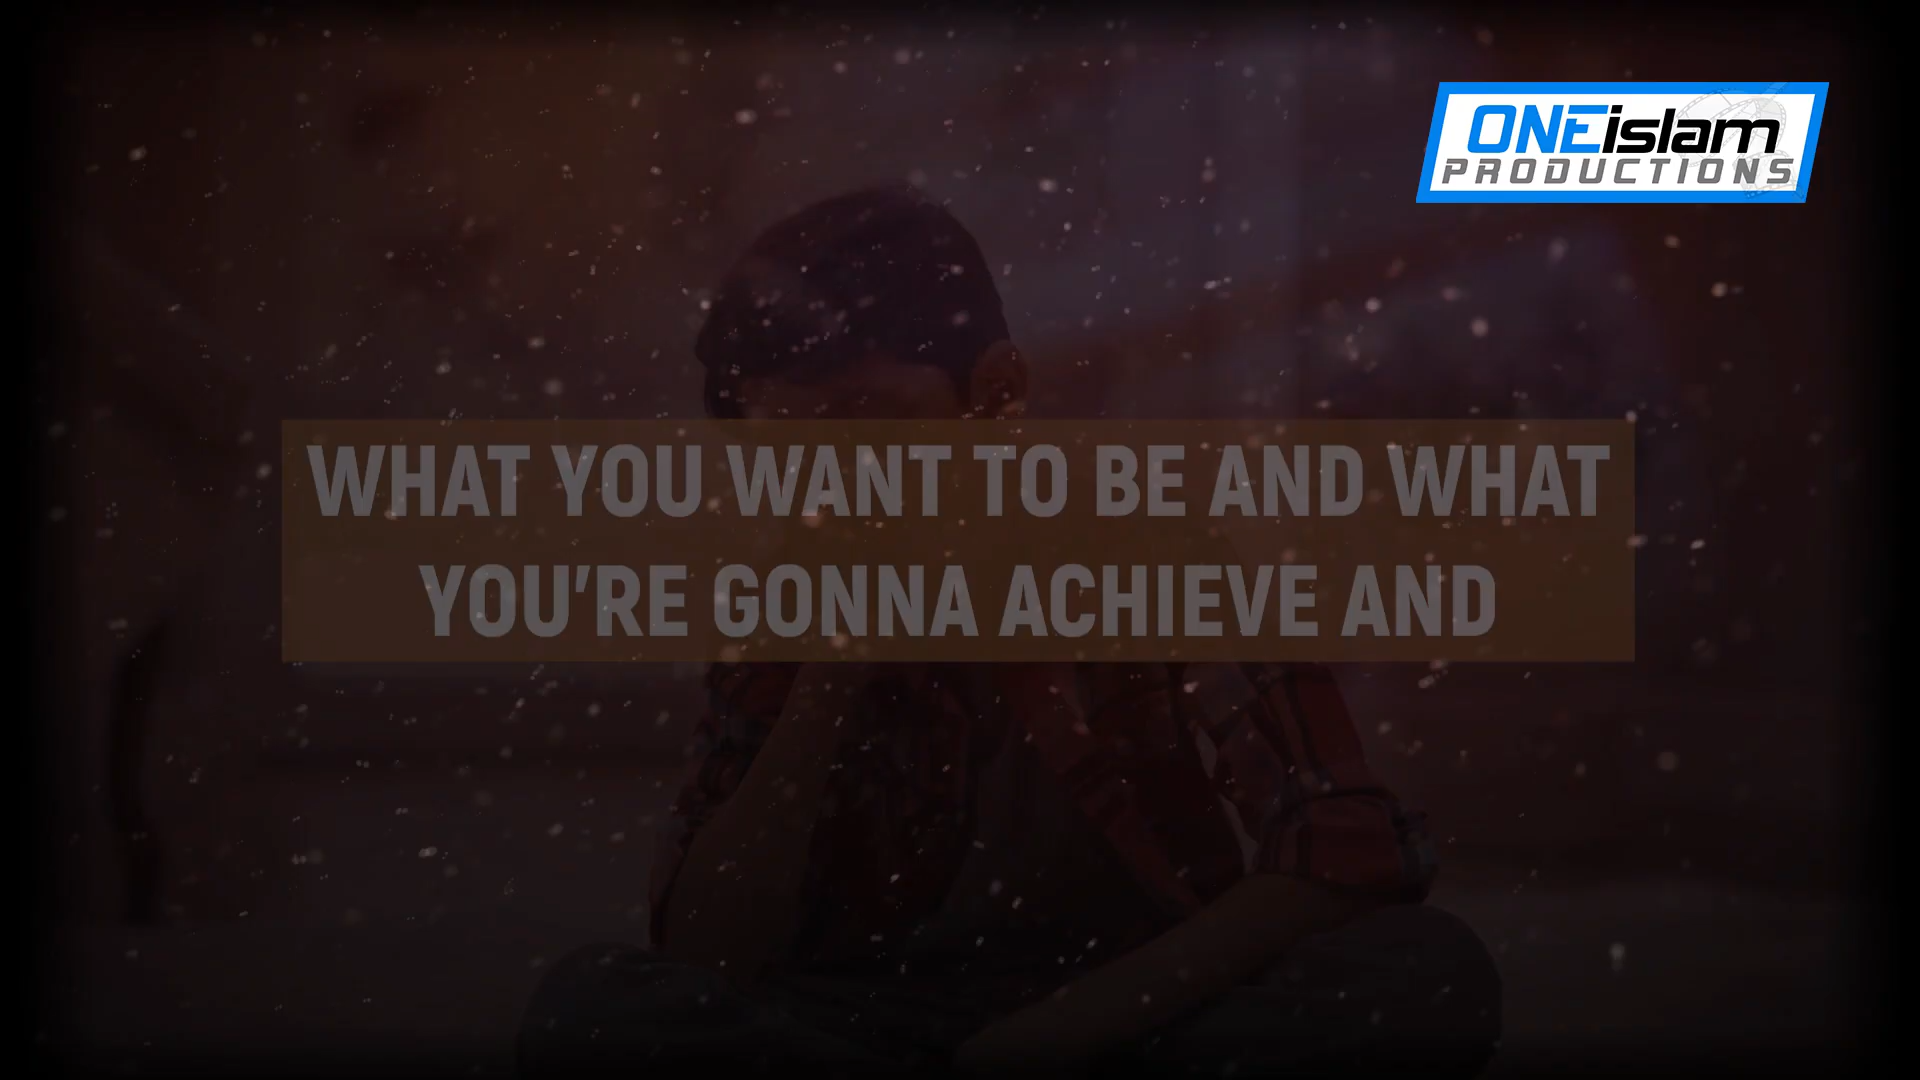 ONEislam
PRODUCTIONS
WHAT YOU WANT TO BE AND WHAT
YOU'RE GONNA ACHIEVE AND